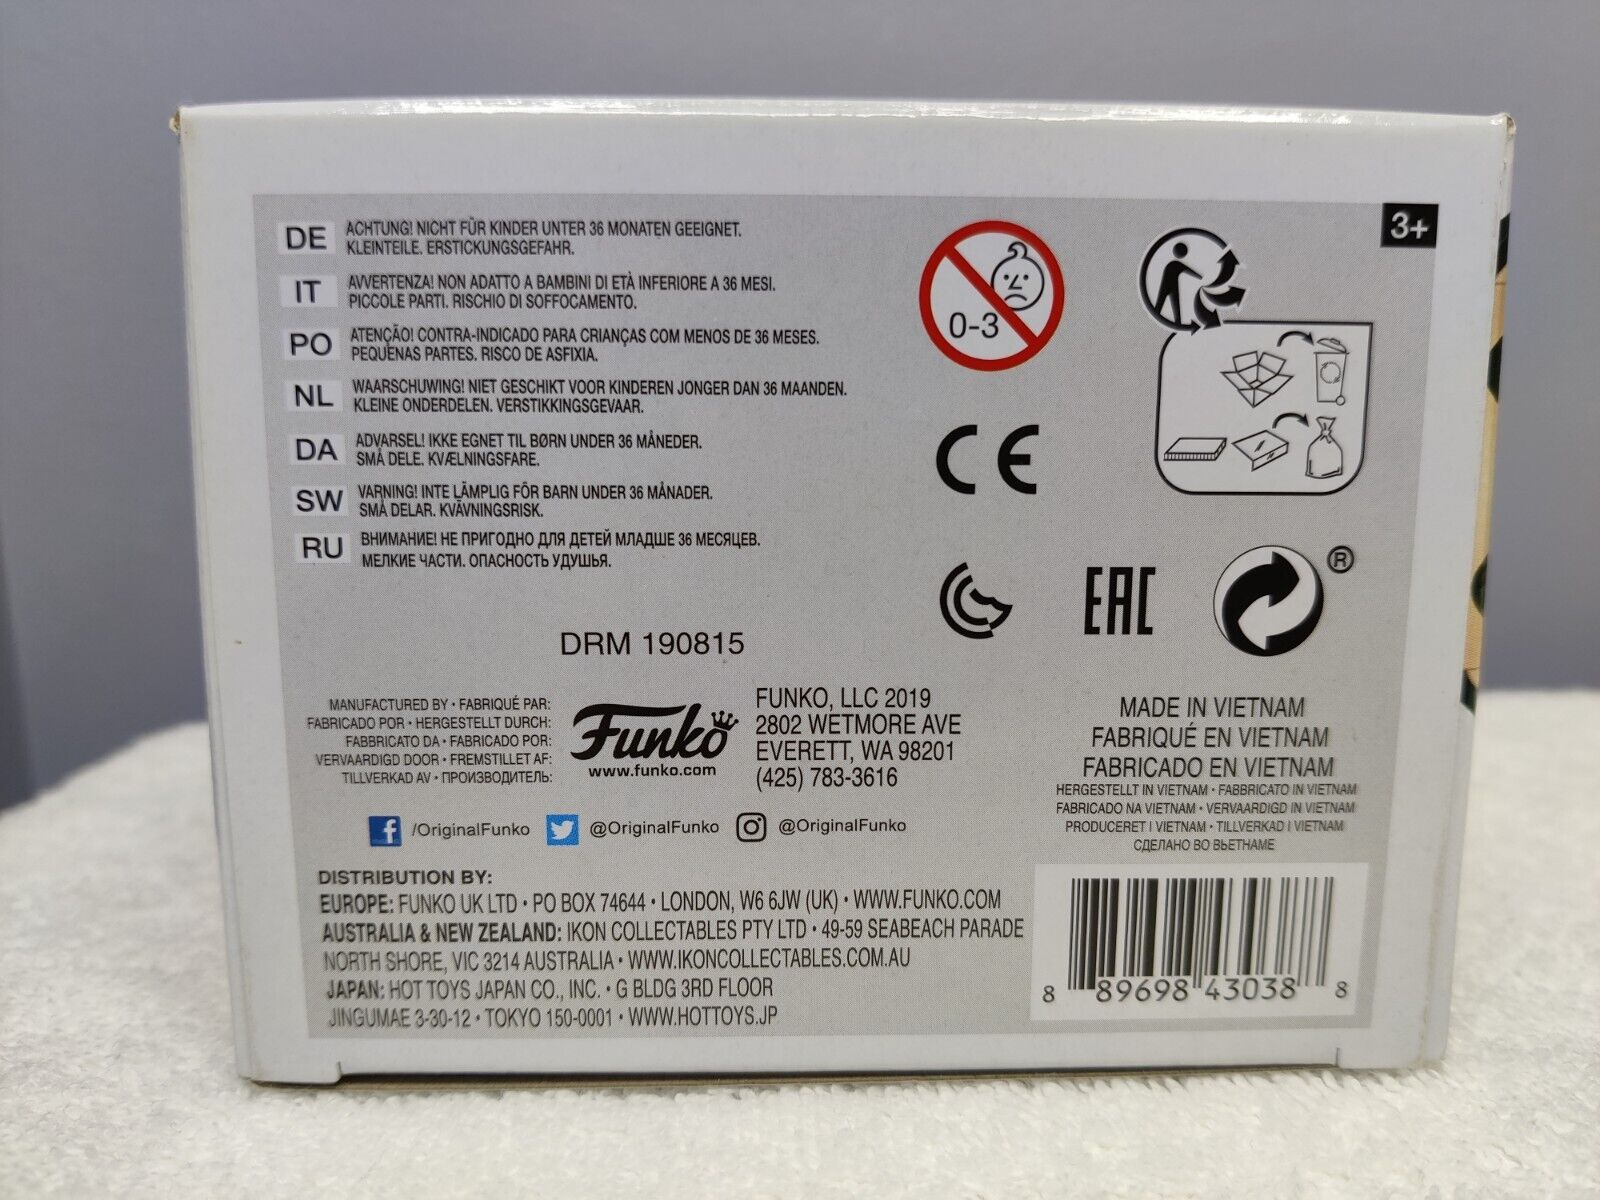 3+
DE ACHTUNG! NICHT FÜR KINDER UNTER 36 MONATEN GEEIGNET.
KLEINTEILE. ERSTICKUNGSGEFAHR.
IT AVVERTENZA! NON ADATTO A BAMBINI DI ETÀ INFERIORE A 36 MESI.
PICCOLE PARTI. RISCHIO DI SOFFOCAMENTO.
PO ATENÇÃO! CONTRA-INDICADO PARA CRIANÇAS COM MENOS DE 36 MESES.
PEQUENAS PARTES. RISCO DE ASFIXIA.
NL WAARSCHUWING! NIET GESCHIKT VOOR KINDEREN JONGER DAN 36 MAANDEN.
KLEINE ONDERDELEN. VERSTIKKINGSGEVAAR.
DA ADVARSEL! IKKE EGNET TIL BØRN UNDER 36 MÅNEDER.
SMÅ DELE. KVÆLNINGSFARE.
SW VARNING! INTE LÄMPLIG FÖR BARN UNDER 36 MÅNADER.
SMÅ DELAR. KVÄVNINGSRISK.
RU ВНИМАНИЕ! НЕ ПРИГОДНО ДЛЯ ДЕТЕЙ МЛАДШЕ 36 МЕСЯЦЕВ.
МЕЛКИЕ ЧАСТИ. ОПАСНОСТЬ УДУШЬЯ.
0-3
CE
EAC
®
DRM 190815
MANUFACTURED BY • FABRIQUÉ PAR:
FABRICADO POR • HERGESTELLT DURCH:
FABBRICATO DA • FABRICADO POR:
VERVAARDIGD DOOR • FREMSTILLET AF:
TILLVERKAD AV • ПРОИЗВОДИТЕЛЬ:
Funko
www.funko.com
FUNKO, LLC 2019
2802 WETMORE AVE
EVERETT, WA 98201
(425) 783-3616
MADE IN VIETNAM
FABRIQUÉ EN VIETNAM
FABRICADO EN VIETNAM
HERGESTELLT IN VIETNAM • FABBRICATO IN VIETNAM
FABRICADO NA VIETNAM • VERVAARDIGD IN VIETNAM
PRODUCERET I VIETNAM • TILLVERKAD I VIETNAM
СДЕЛАНО ВО ВЬЕТНАМЕ
f /OriginalFunko @OriginalFunko @OriginalFunko
DISTRIBUTION BY:
EUROPE: FUNKO UK LTD • PO BOX 74644 • LONDON, W6 6JW (UK) • WWW.FUNKO.COM
AUSTRALIA & NEW ZEALAND: IKON COLLECTABLES PTY LTD • 49-59 SEABEACH PARADE
NORTH SHORE, VIC 3214 AUSTRALIA • WWW.IKONCOLLECTABLES.COM.AU
JAPAN: HOT TOYS JAPAN CO., INC. • G BLDG 3RD FLOOR
JINGUMAE 3-30-12 • TOKYO 150-0001 • WWW.HOTTOYS.JP
8 89698 43038 8